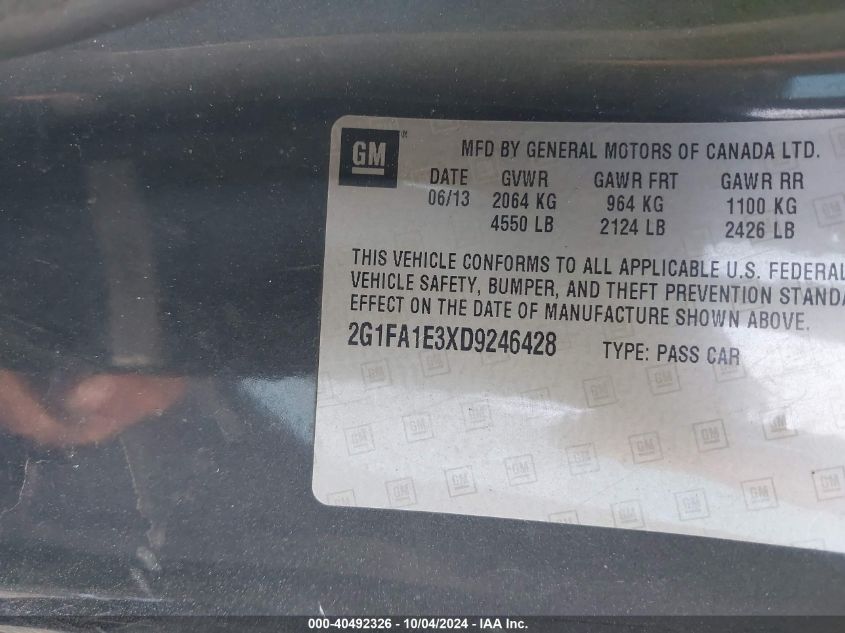 GM
MFD BY GENERAL MOTORS OF CANADA LTD.
DATE GVWR GAWR FRT GAWR RR
06/13 2064 KG 964 KG 1100 KG
4550 LB 2124 LB 2426 LB
THIS VEHICLE CONFORMS TO ALL APPLICABLE U.S. FEDERAL
VEHICLE SAFETY, BUMPER, AND THEFT PREVENTION STANDA
EFFECT ON THE DATE OF MANUFACTURE SHOWN ABOVE.
2G1FA1E3XD9246428 TYPE: PASS CAR
000-40492326 - 10/04/2024 - IAA Inc.